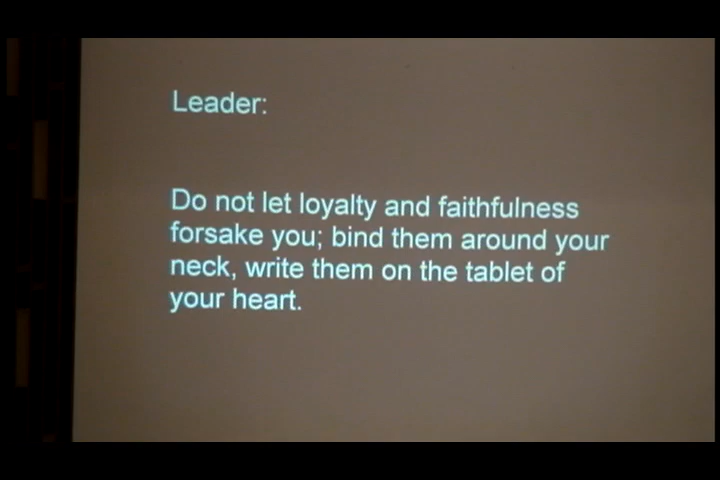 Leader:
Do not let loyalty and faithfulness
forsake you; bind them around your
neck, write them on the tablet of
your heart.